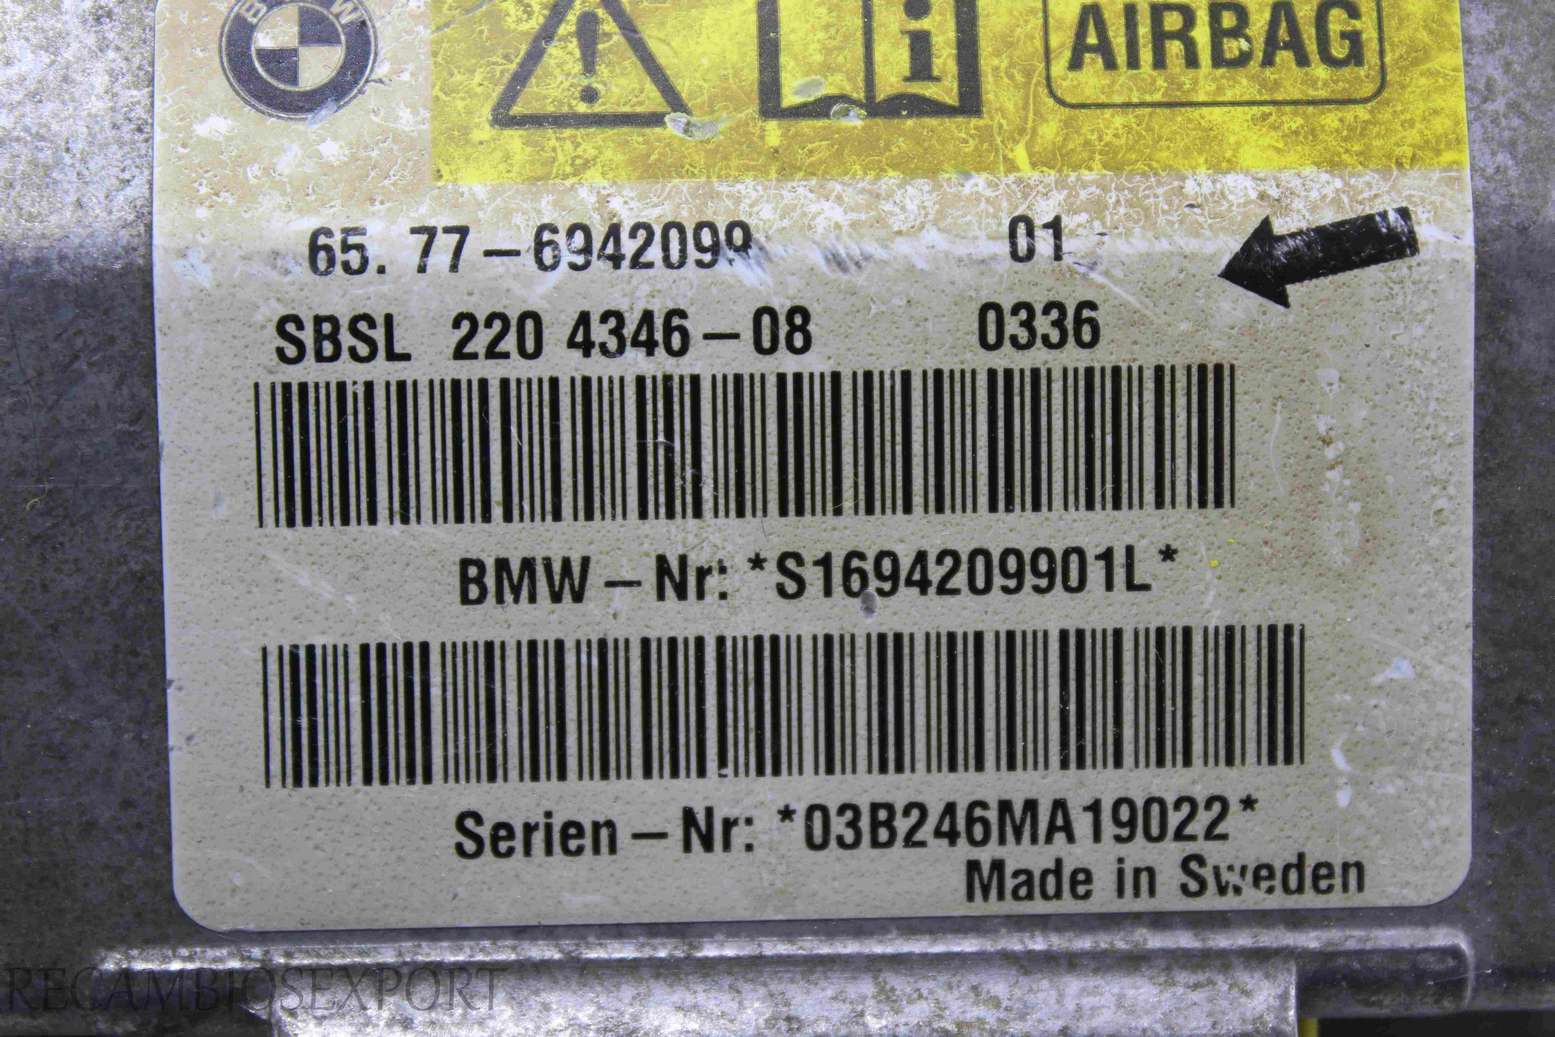 BMW
AIRBAG
65. 77-6942099 01
SBSL 220 4346-08 0336
BMW-Nr: *S1694209901L*
Serien-Nr: *03B246MA19022*
Made in Sweden
RECAMBIOSEXPORT